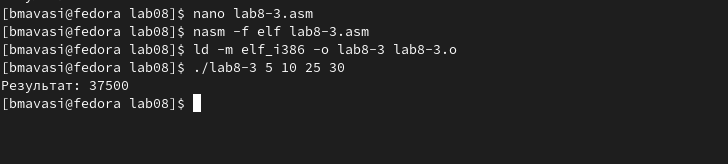 [bmavasi@fedora lab08]$ nano lab8-3.asm
[bmavasi@fedora lab08]$ nasm -f elf lab8-3.asm
[bmavasi@fedora lab08]$ ld -m elf_i386 -o lab8-3 lab8-3.o
[bmavasi@fedora lab08]$ ./lab8-3 5 10 25 30
Результат: 37500
[bmavasi@fedora lab08]$